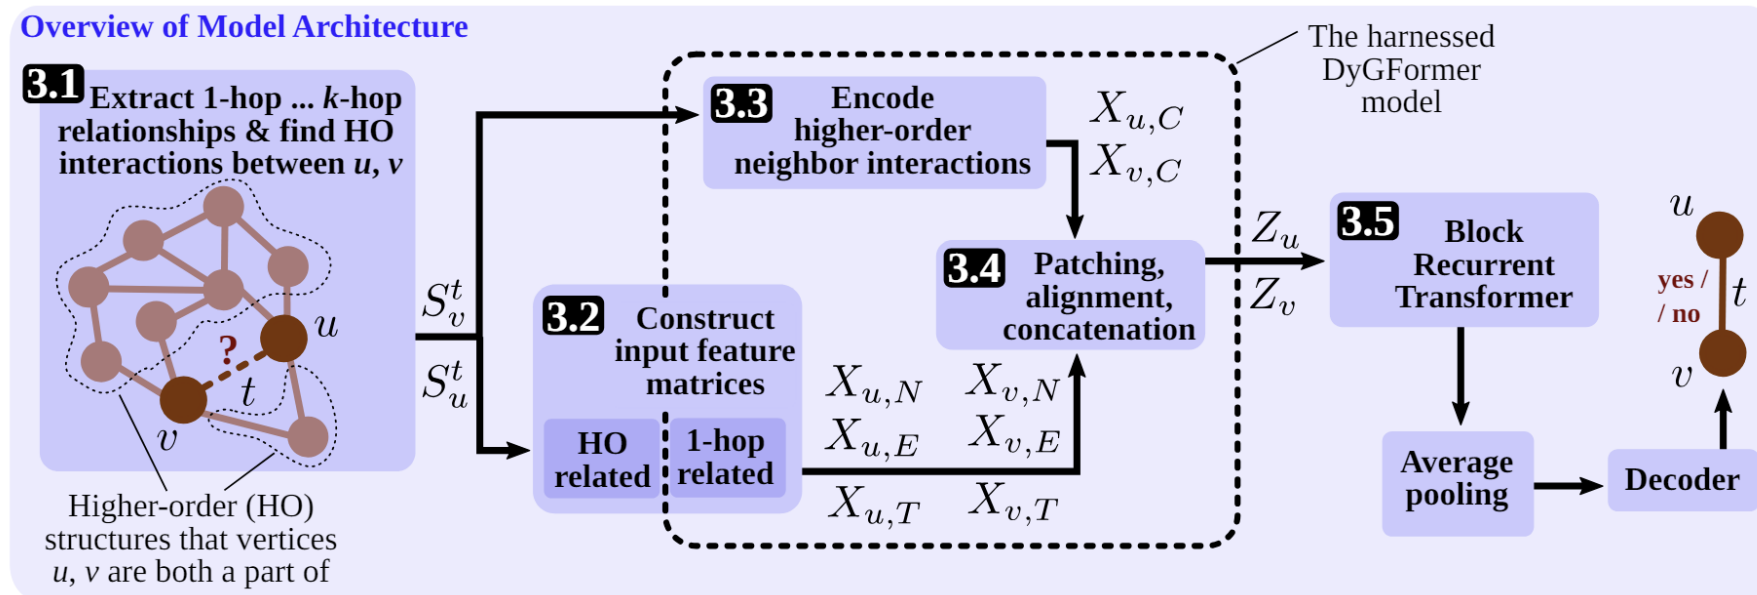 Overview of Model Architecture
3.1
Extract 1-hop ... k-hop
relationships & find HO
interactions between u, v
?
u
t
v
Higher-order (HO)
structures that vertices
u, v are both a part of
S_v^t
S_u^t
3.2
Construct
input feature
matrices
HO
related
1-hop
related
3.3
Encode
higher-order
neighbor interactions
X_{u,C}
X_{v,C}
X_{u,N} X_{v,N}
X_{u,E} X_{v,E}
X_{u,T} X_{v,T}
3.4
Patching,
alignment,
concatenation
The harnessed
DyGFormer
model
Z_u
Z_v
3.5
Block
Recurrent
Transformer
Average
pooling
Decoder
u
yes /
/ no
t
v